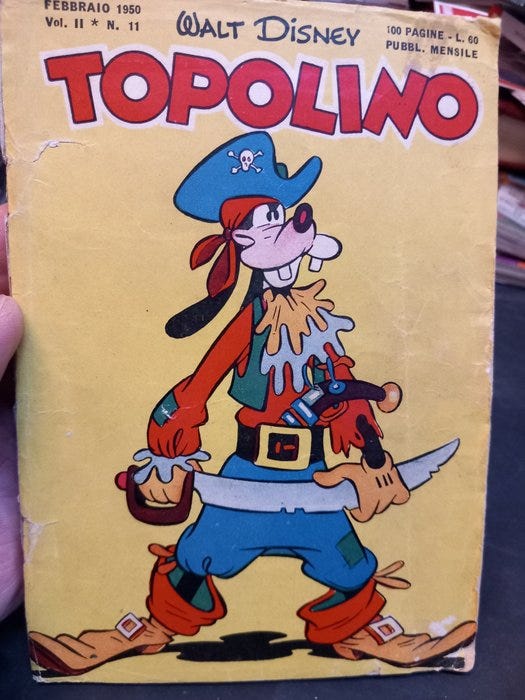 FEBBRAIO 1950
Vol. II * N. 11
WALT DISNEY
100 PAGINE - L. 60
PUBBL. MENSILE
TOPOLINO